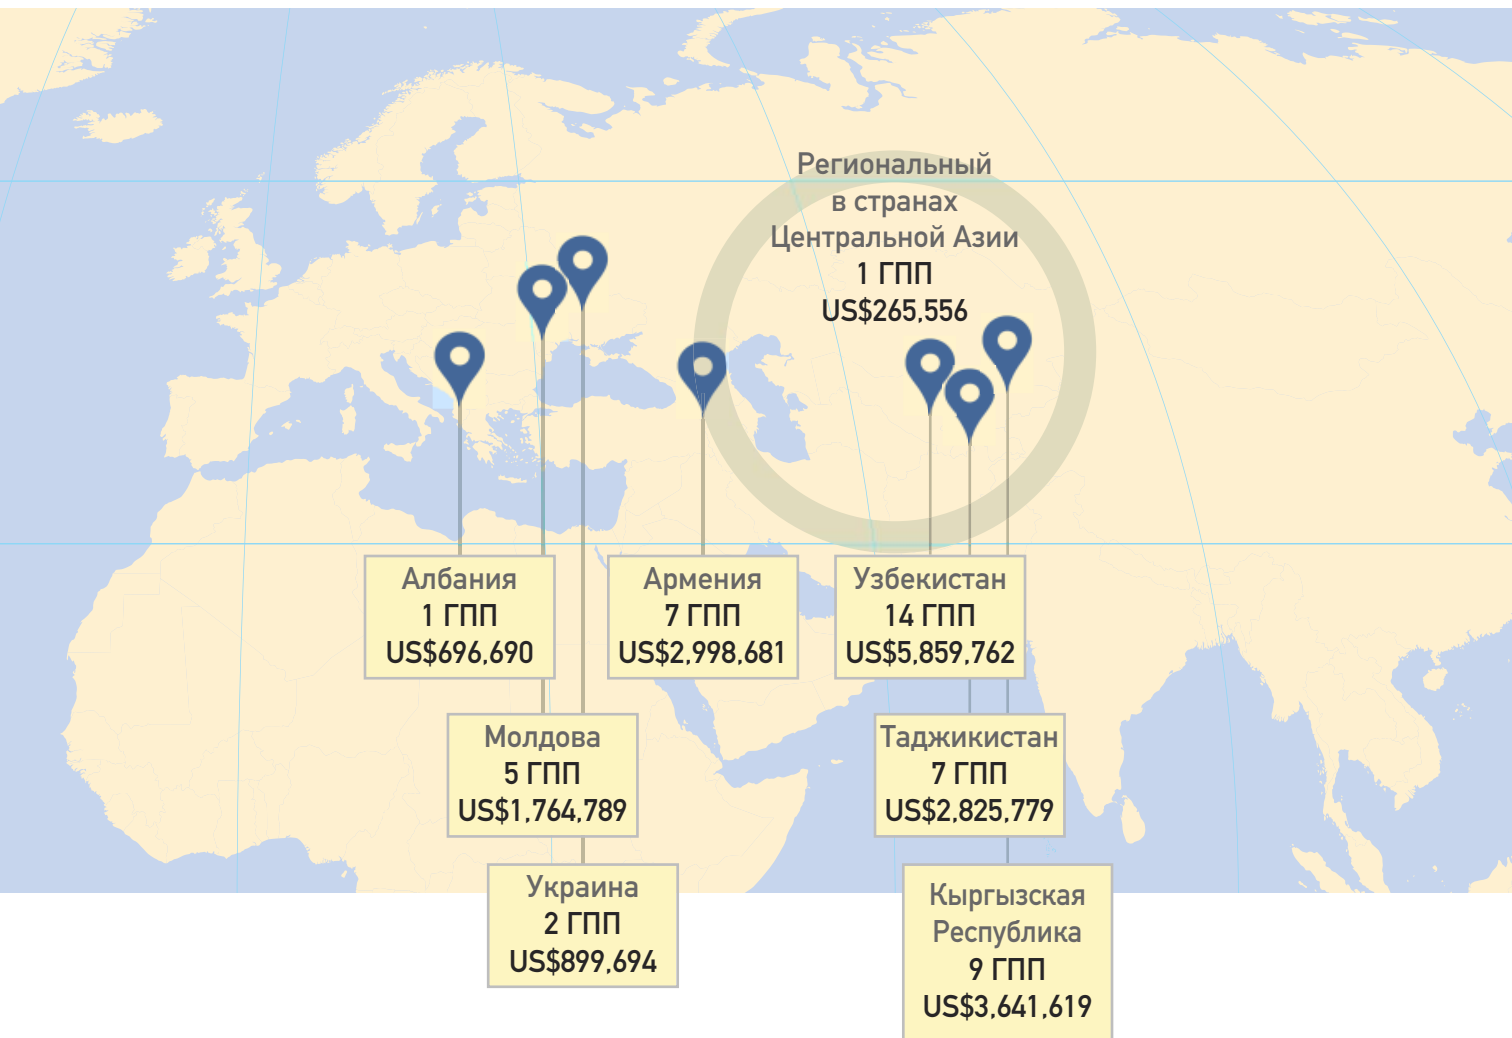 Региональный
в странах
Центральной Азии
1 ГПП
US$265,556
Албания
1 ГПП
US$696,690
Армения
7 ГПП
US$2,998,681
Узбекистан
14 ГПП
US$5,859,762
Молдова
5 ГПП
US$1,764,789
Таджикистан
7 ГПП
US$2,825,779
Украина
2 ГПП
US$899,694
Кыргызская
Республика
9 ГПП
US$3,641,619